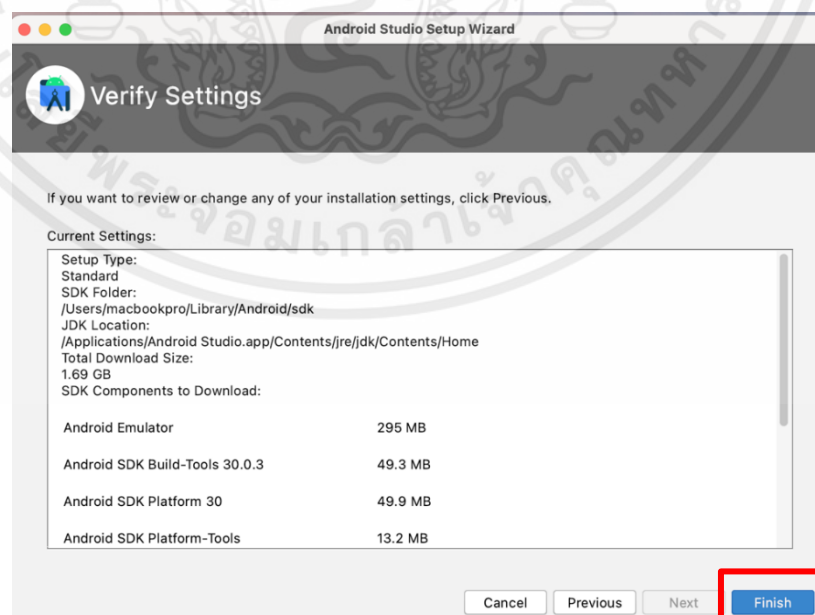 Android Studio Setup Wizard
Verify Settings
If you want to review or change any of your installation settings, click Previous.
Current Settings:
Setup Type:
Standard
SDK Folder:
/Users/macbookpro/Library/Android/sdk
JDK Location:
/Applications/Android Studio.app/Contents/jre/jdk/Contents/Home
Total Download Size:
1.69 GB
SDK Components to Download:
Android Emulator 295 MB
Android SDK Build-Tools 30.0.3 49.3 MB
Android SDK Platform 30 49.9 MB
Android SDK Platform-Tools 13.2 MB
Cancel Previous Next Finish